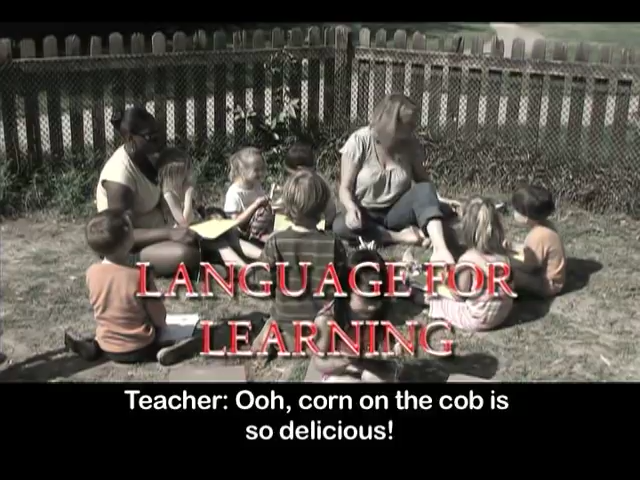 LANGUAGE FOR
LEARNING
Teacher: Ooh, corn on the cob is
so delicious!